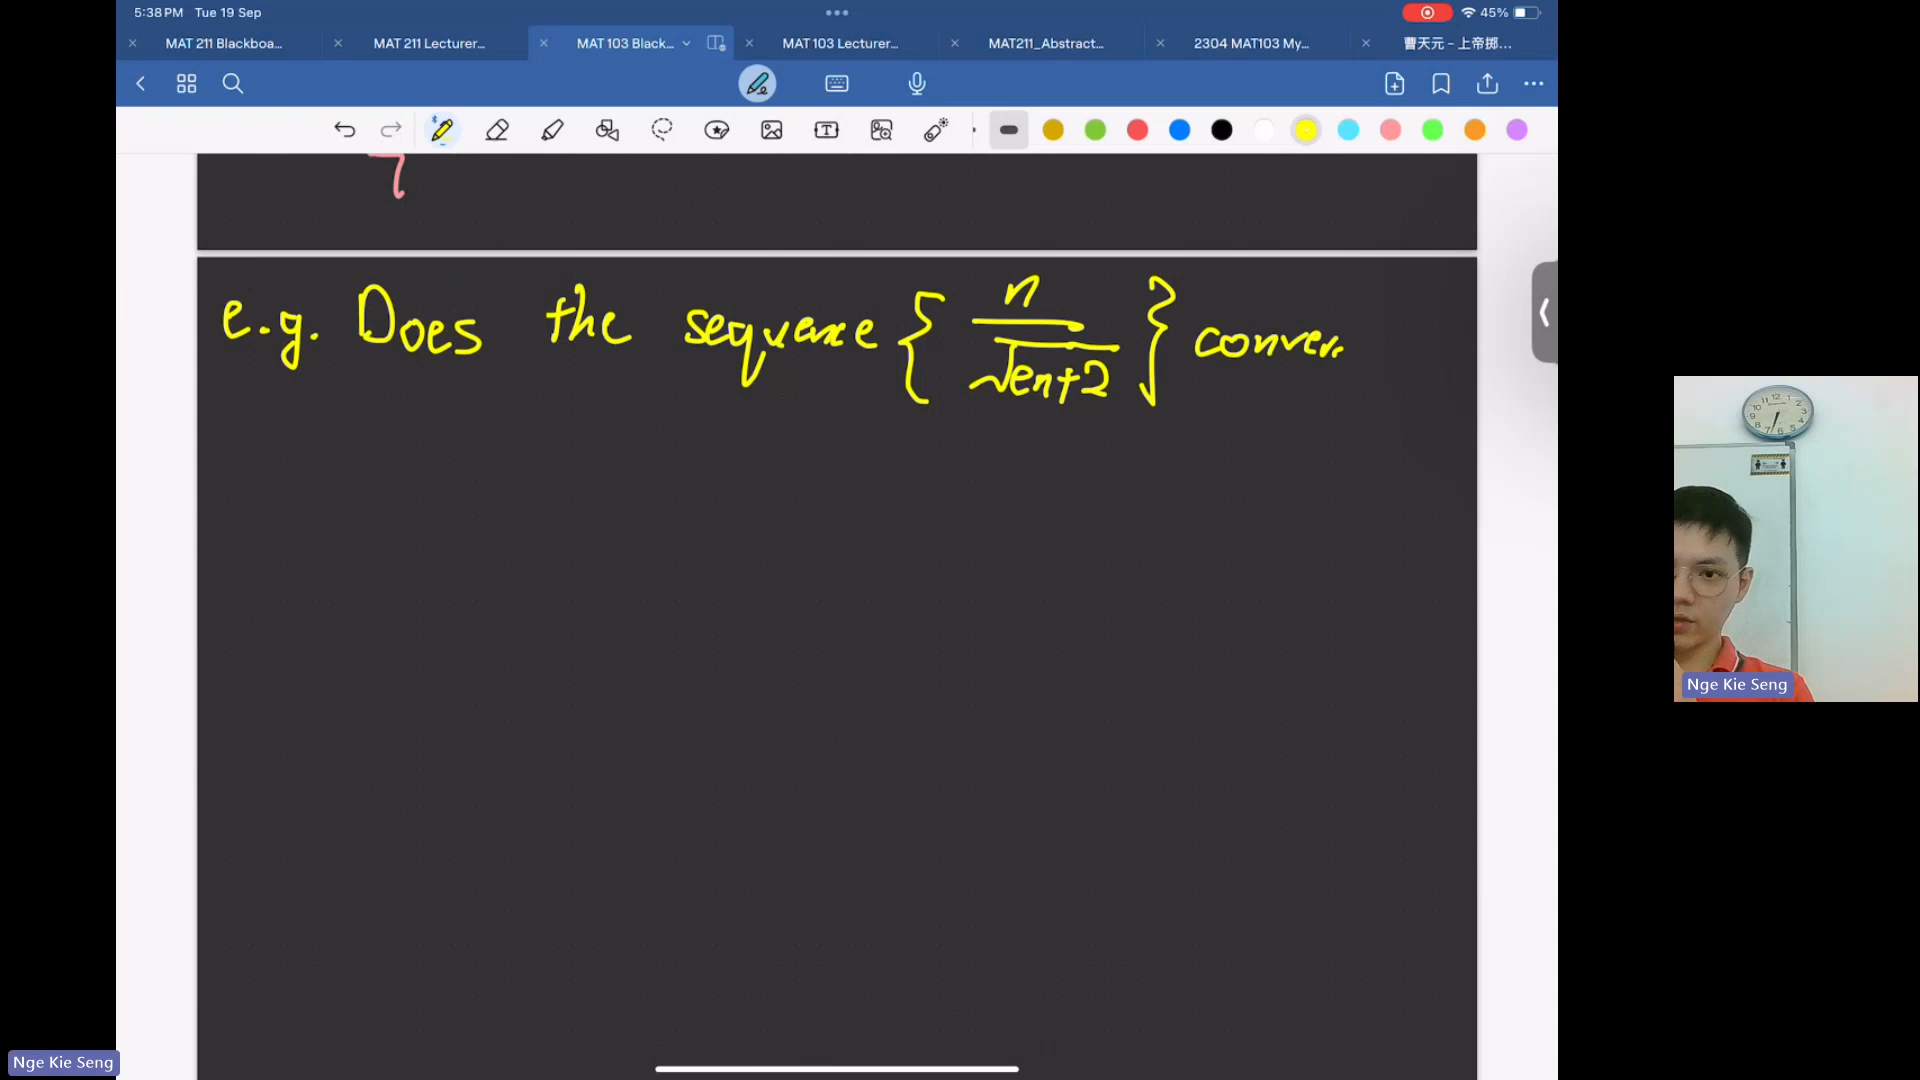 5:38 PM Tue 19 Sep
45%
MAT 211 Blackboa...
MAT 211 Lecturer...
MAT 103 Black...
MAT 103 Lecturer...
MAT211_Abstract...
2304 MAT103 My...
曹天元 - 上帝掷...
e.g. Does the sequence { n / √en+2 } conver
Nge Kie Seng
Nge Kie Seng